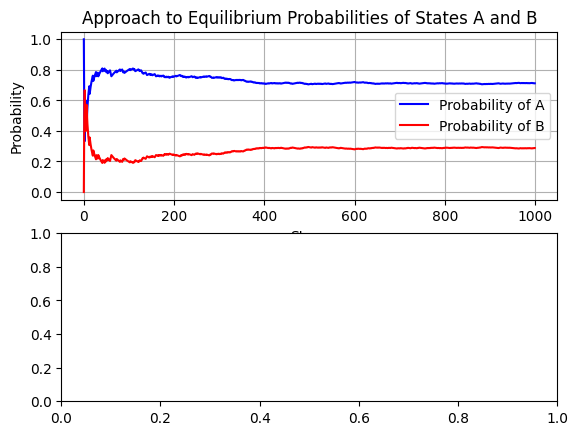 Approach to Equilibrium Probabilities of States A and B
Probability
1.0
0.8
0.6
0.4
0.2
0.0
Probability of A
Probability of B
0 200 400 600 800 1000
1.0
0.8
0.6
0.4
0.2
0.0
0.0 0.2 0.4 0.6 0.8 1.0